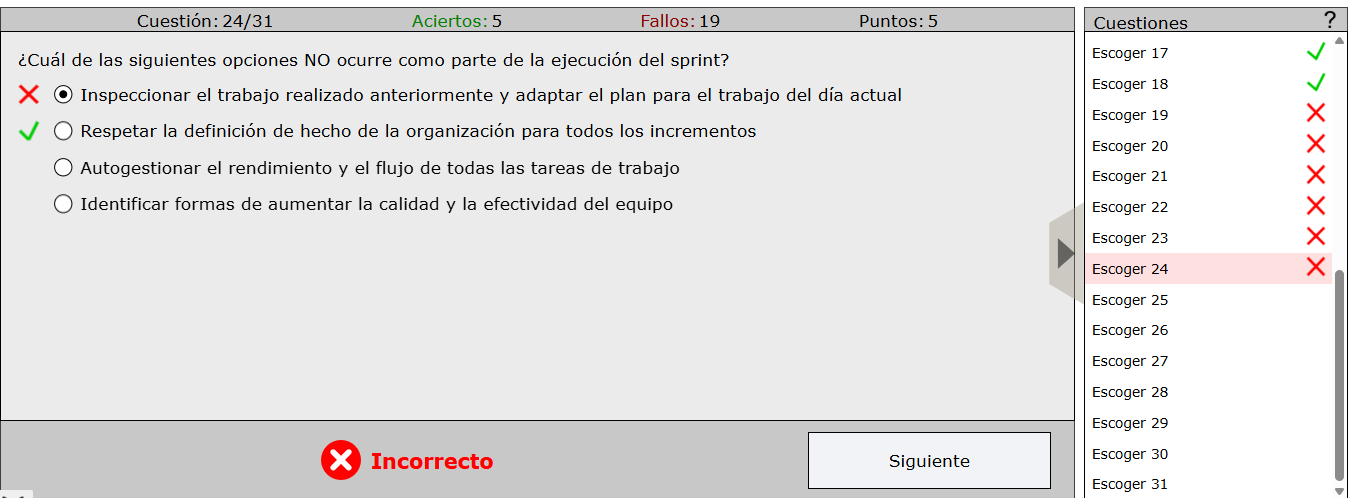 Cuestión: 24/31 Aciertos: 5 Fallos: 19 Puntos: 5
¿Cuál de las siguientes opciones NO ocurre como parte de la ejecución del sprint?
Inspeccionar el trabajo realizado anteriormente y adaptar el plan para el trabajo del día actual
Respetar la definición de hecho de la organización para todos los incrementos
Autogestionar el rendimiento y el flujo de todas las tareas de trabajo
Identificar formas de aumentar la calidad y la efectividad del equipo
Incorrecto
Siguiente
Cuestiones ?
Escoger 17
Escoger 18
Escoger 19
Escoger 20
Escoger 21
Escoger 22
Escoger 23
Escoger 24
Escoger 25
Escoger 26
Escoger 27
Escoger 28
Escoger 29
Escoger 30
Escoger 31